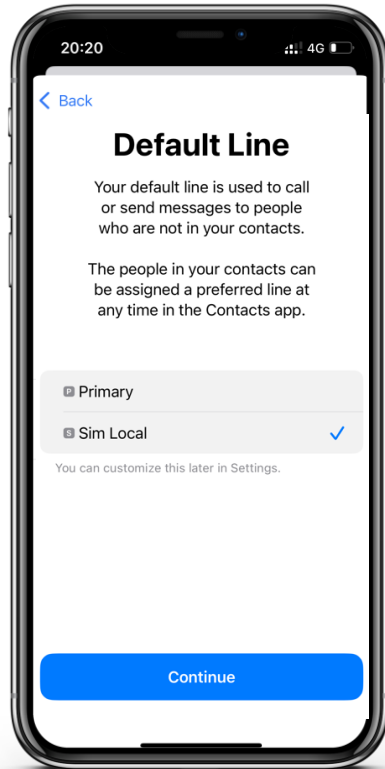 20:20 4G
Back
Default Line
Your default line is used to call
or send messages to people
who are not in your contacts.
The people in your contacts can
be assigned a preferred line at
any time in the Contacts app.
P Primary
S Sim Local
You can customize this later in Settings.
Continue